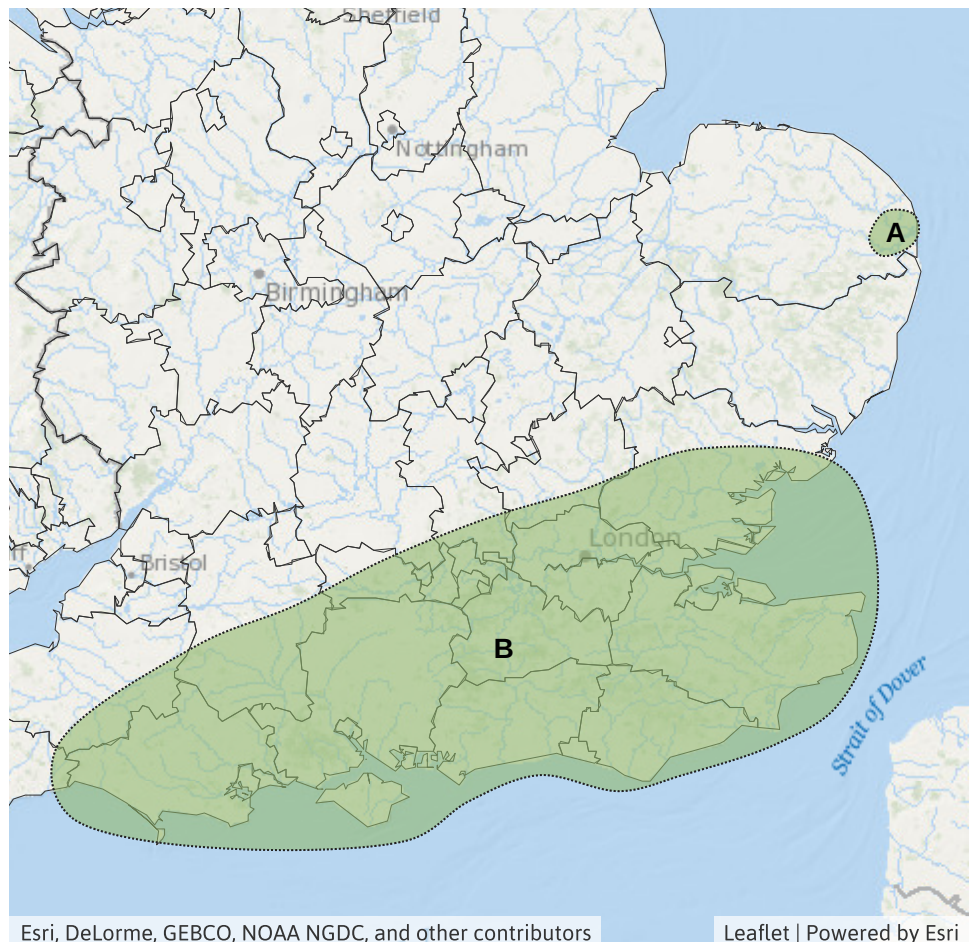 Sheffield
Nottingham
A
Birmingham
London
ff
Bristol
B
Strait of Dover
Esri, DeLorme, GEBCO, NOAA NGDC, and other contributors
Leaflet | Powered by Esri